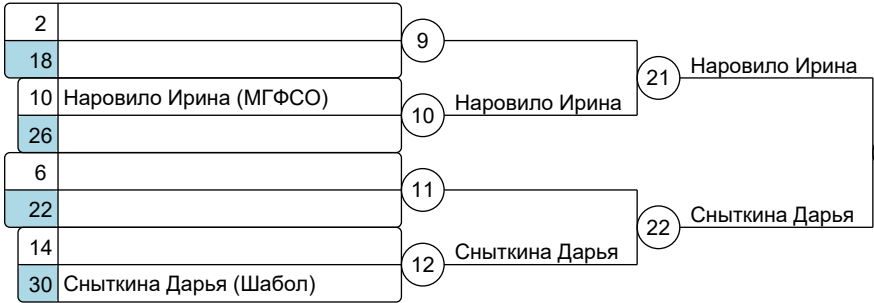 2
9
18
21 Наровило Ирина
10 Наровило Ирина (МГФСО)
10 Наровило Ирина
26
6
11
22
22 Сныткина Дарья
14
12 Сныткина Дарья
30 Сныткина Дарья (Шабол)